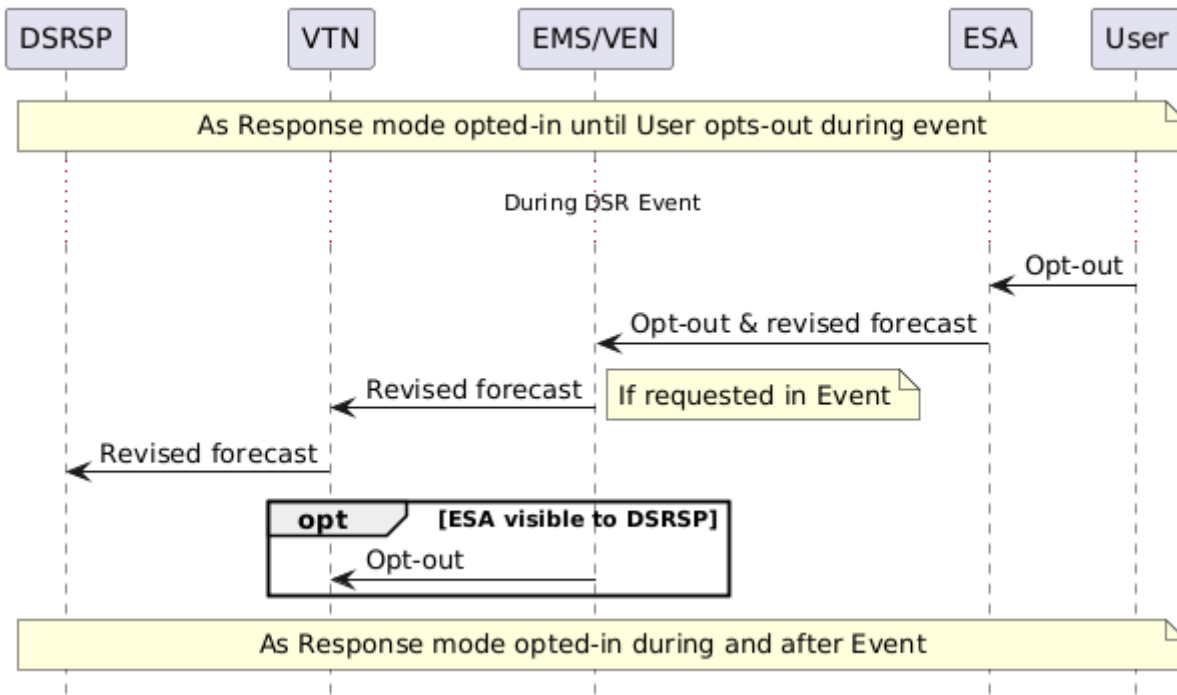 DSRSP
VTN
EMS/VEN
ESA
User
As Response mode opted-in until User opts-out during event
During DSR Event
Opt-out
Opt-out & revised forecast
Revised forecast
If requested in Event
Revised forecast
opt
[ESA visible to DSRSP]
Opt-out
As Response mode opted-in during and after Event